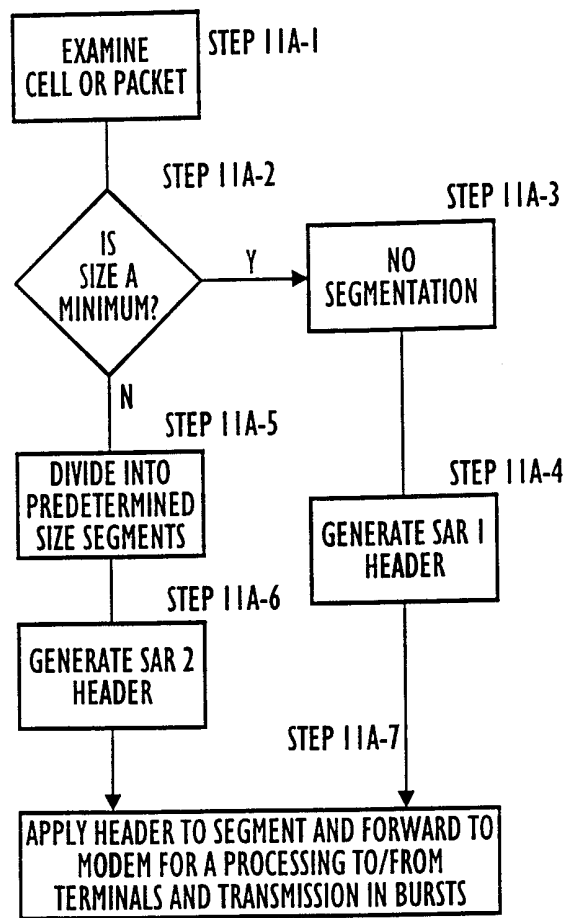 EXAMINE
CELL OR PACKET
STEP 11A-1
STEP 11A-2
IS
SIZE A
MINIMUM?
Y
STEP 11A-3
NO
SEGMENTATION
N
STEP 11A-5
DIVIDE INTO
PREDETERMINED
SIZE SEGMENTS
STEP 11A-4
GENERATE SAR 1
HEADER
STEP 11A-6
GENERATE SAR 2
HEADER
STEP 11A-7
APPLY HEADER TO SEGMENT AND FORWARD TO
MODEM FOR A PROCESSING TO/FROM
TERMINALS AND TRANSMISSION IN BURSTS